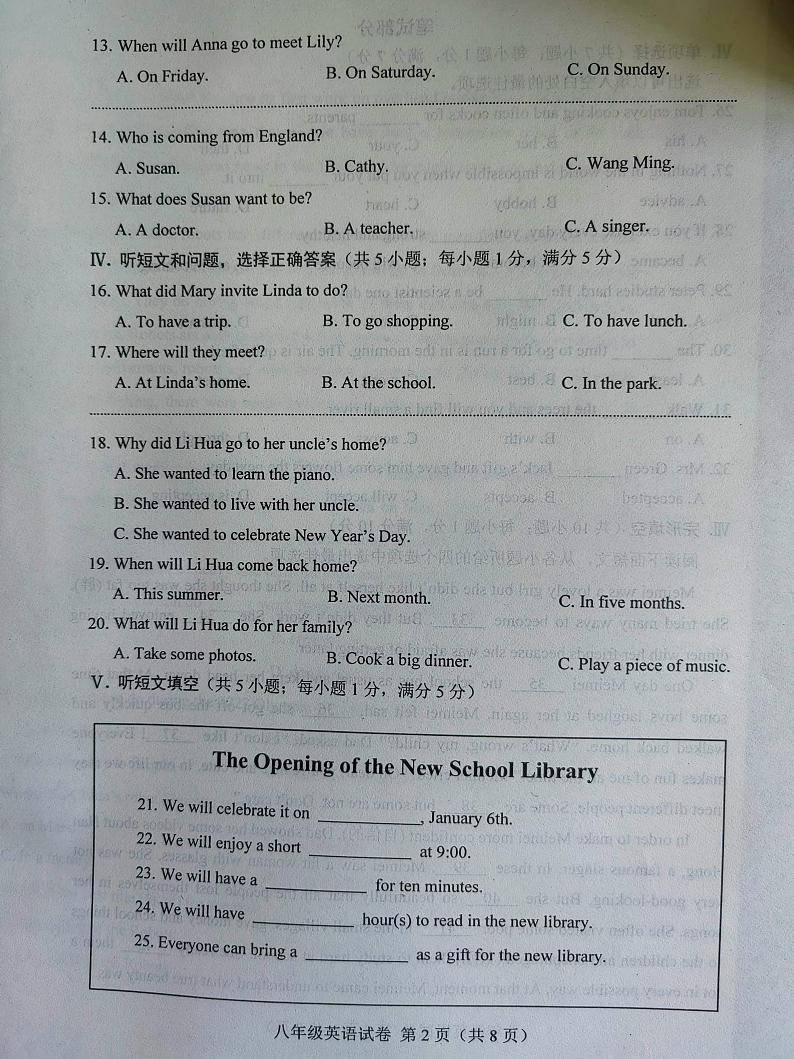 13. When will Anna go to meet Lily?
A. On Friday. B. On Saturday. C. On Sunday.
14. Who is coming from England?
A. Susan. B. Cathy. C. Wang Ming.
15. What does Susan want to be?
A. A doctor. B. A teacher. C. A singer.
Ⅳ. 听短文和问题，选择正确答案（共 5 小题；每小题 1 分，满分 5 分）
16. What did Mary invite Linda to do?
A. To have a trip. B. To go shopping. C. To have lunch.
17. Where will they meet?
A. At Linda's home. B. At the school. C. In the park.
18. Why did Li Hua go to her uncle's home?
A. She wanted to learn the piano.
B. She wanted to live with her uncle.
C. She wanted to celebrate New Year's Day.
19. When will Li Hua come back home?
A. This summer. B. Next month. C. In five months.
20. What will Li Hua do for her family?
A. Take some photos. B. Cook a big dinner. C. Play a piece of music.
Ⅴ. 听短文填空（共 5 小题；每小题 1 分，满分 5 分）
The Opening of the New School Library
21. We will celebrate it on ___________, January 6th.
22. We will enjoy a short ___________ at 9:00.
23. We will have a ___________ for ten minutes.
24. We will have ___________ hour(s) to read in the new library.
25. Everyone can bring a ___________ as a gift for the new library.
八年级英语试卷 第 2 页（共 8 页）